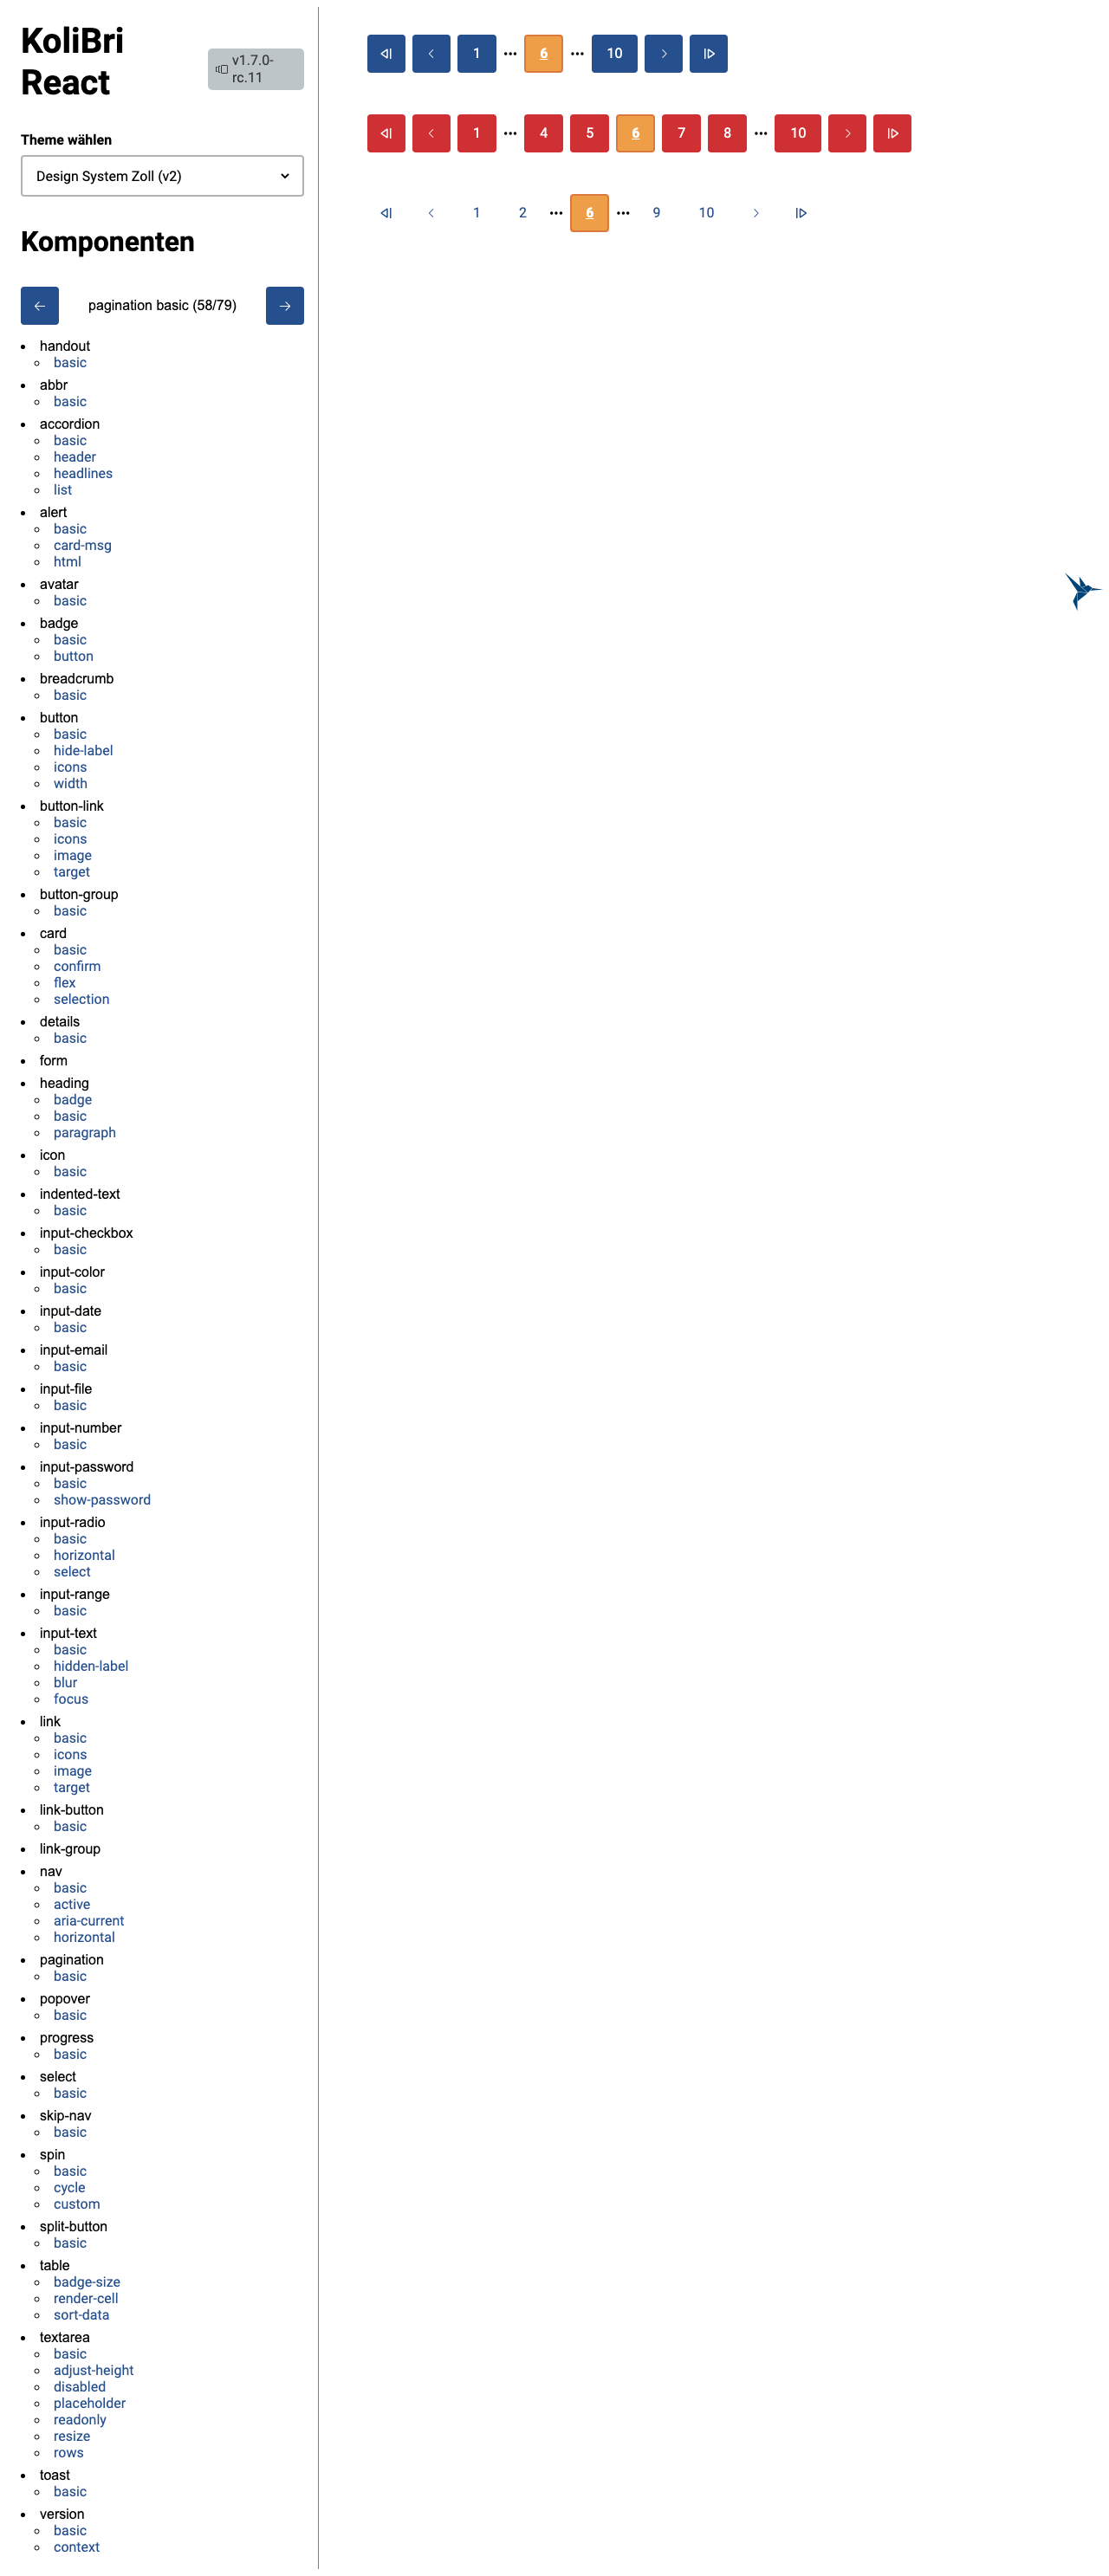 KoliBri
React
v1.7.0-
rc.11
Theme wählen
Design System Zoll (v2)
Komponenten
pagination basic (58/79)
handout
basic
abbr
basic
accordion
basic
header
headlines
list
alert
basic
card-msg
html
avatar
basic
badge
basic
button
breadcrumb
basic
button
basic
hide-label
icons
width
button-link
basic
icons
image
target
button-group
basic
card
basic
confirm
flex
selection
details
basic
form
heading
badge
basic
paragraph
icon
basic
indented-text
basic
input-checkbox
basic
input-color
basic
input-date
basic
input-email
basic
input-file
basic
input-number
basic
input-password
basic
show-password
input-radio
basic
horizontal
select
input-range
basic
input-text
basic
hidden-label
blur
focus
link
basic
icons
image
target
link-button
basic
link-group
nav
basic
active
aria-current
horizontal
pagination
basic
popover
basic
progress
basic
select
basic
skip-nav
basic
spin
basic
cycle
custom
split-button
basic
table
badge-size
render-cell
sort-data
textarea
basic
adjust-height
disabled
placeholder
readonly
resize
rows
toast
basic
version
basic
context
1 ••• 6 ••• 10
1 ••• 4 5 6 7 8 ••• 10
1 2 ••• 6 ••• 9 10